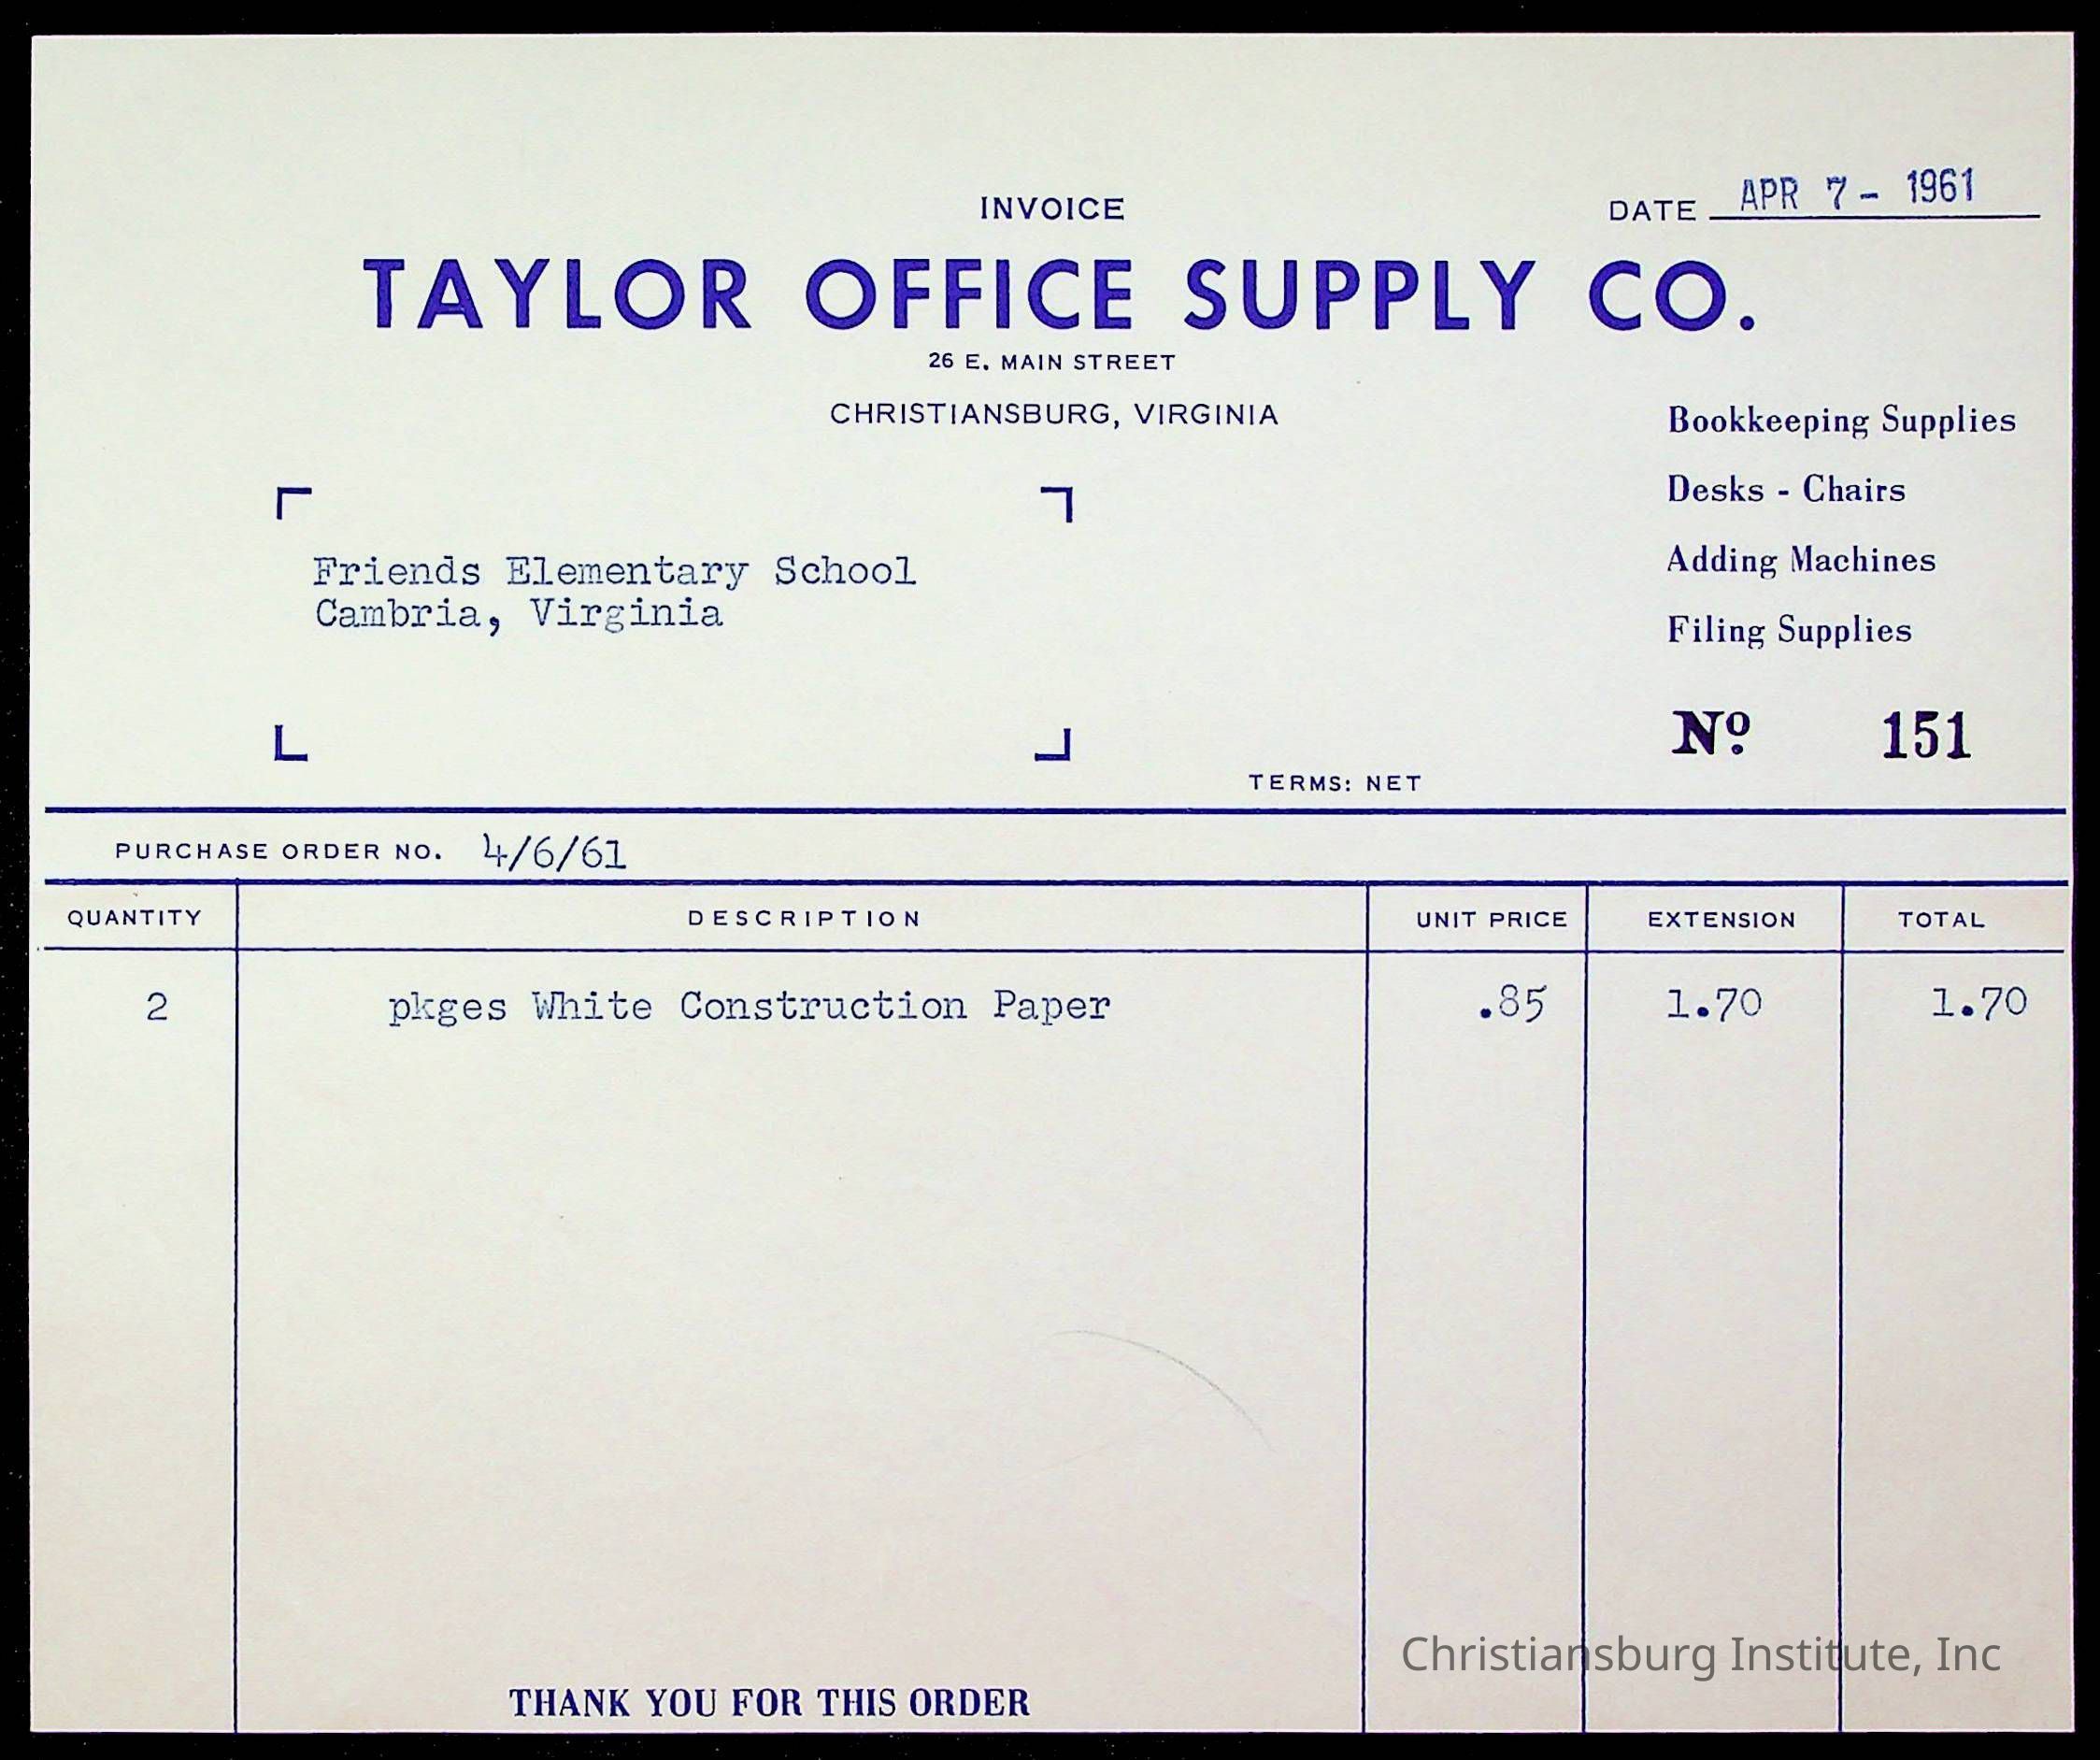 INVOICE
DATE APR 7 - 1961
TAYLOR OFFICE SUPPLY CO.
26 E. MAIN STREET
CHRISTIANSBURG, VIRGINIA
Bookkeeping Supplies
Desks - Chairs
Adding Machines
Filing Supplies
Friends Elementary School
Cambria, Virginia
Nº 151
TERMS: NET
PURCHASE ORDER NO. 4/6/61
QUANTITY DESCRIPTION UNIT PRICE EXTENSION TOTAL
2 pkges White Construction Paper .85 1.70 1.70
Christiansburg Institute, Inc
THANK YOU FOR THIS ORDER